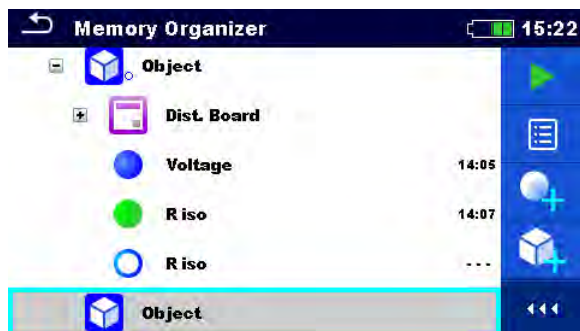 Memory Organizer 15:22
Object
Dist. Board
Voltage 14:05
R iso 14:07
R iso ---
Object